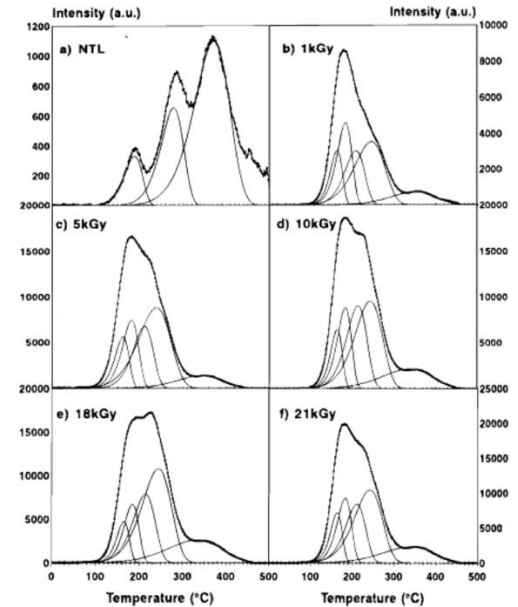 Intensity (a.u.) Intensity (a.u.)
1200 10000
a) NTL b) 1kGy
1000 8000
800 6000
600
400 4000
200 2000
20000 20000
c) 5kGy d) 10kGy
15000 15000
10000 10000
5000 5000
20000 25000
e) 18kGy f) 21kGy
15000 20000
15000
10000 10000
5000 5000
0 0
0 100 200 300 400 500 100 200 300 400 500
Temperature (°C) Temperature (°C)